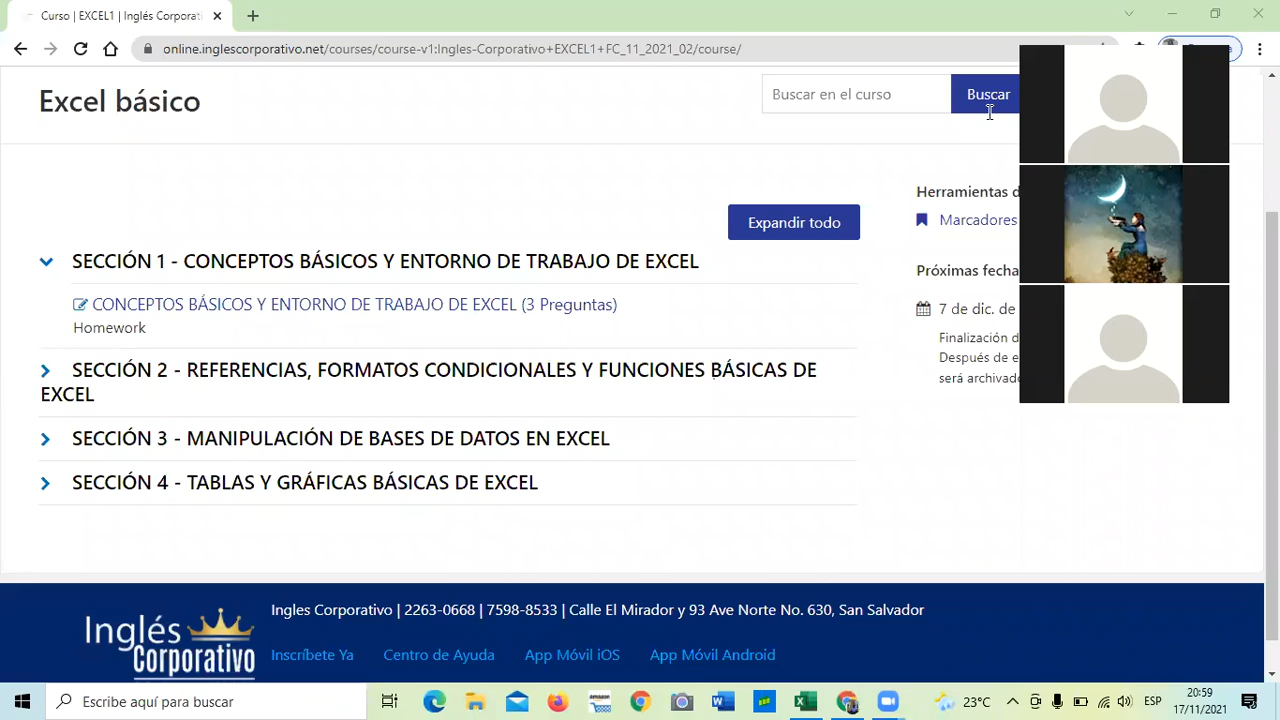 Curso | EXCEL1 | Inglés Corporati
online.inglescorporativo.net/courses/course-v1:Ingles-Corporativo+EXCEL1+FC_11_2021_02/course/
Excel básico
Buscar en el curso
Buscar
Herramientas d
Marcadores
Expandir todo
SECCIÓN 1 - CONCEPTOS BÁSICOS Y ENTORNO DE TRABAJO DE EXCEL
CONCEPTOS BÁSICOS Y ENTORNO DE TRABAJO DE EXCEL (3 Preguntas)
Homework
SECCIÓN 2 - REFERENCIAS, FORMATOS CONDICIONALES Y FUNCIONES BÁSICAS DE
EXCEL
SECCIÓN 3 - MANIPULACIÓN DE BASES DE DATOS EN EXCEL
SECCIÓN 4 - TABLAS Y GRÁFICAS BÁSICAS DE EXCEL
Próximas fecha
7 de dic. de
Finalización d
Después de e
será archivado
Inglés
Corporativo
Ingles Corporativo | 2263-0668 | 7598-8533 | Calle El Mirador y 93 Ave Norte No. 630, San Salvador
Inscríbete Ya
Centro de Ayuda
App Móvil iOS
App Móvil Android
Escribe aquí para buscar
23°C
ESP
20:59
17/11/2021